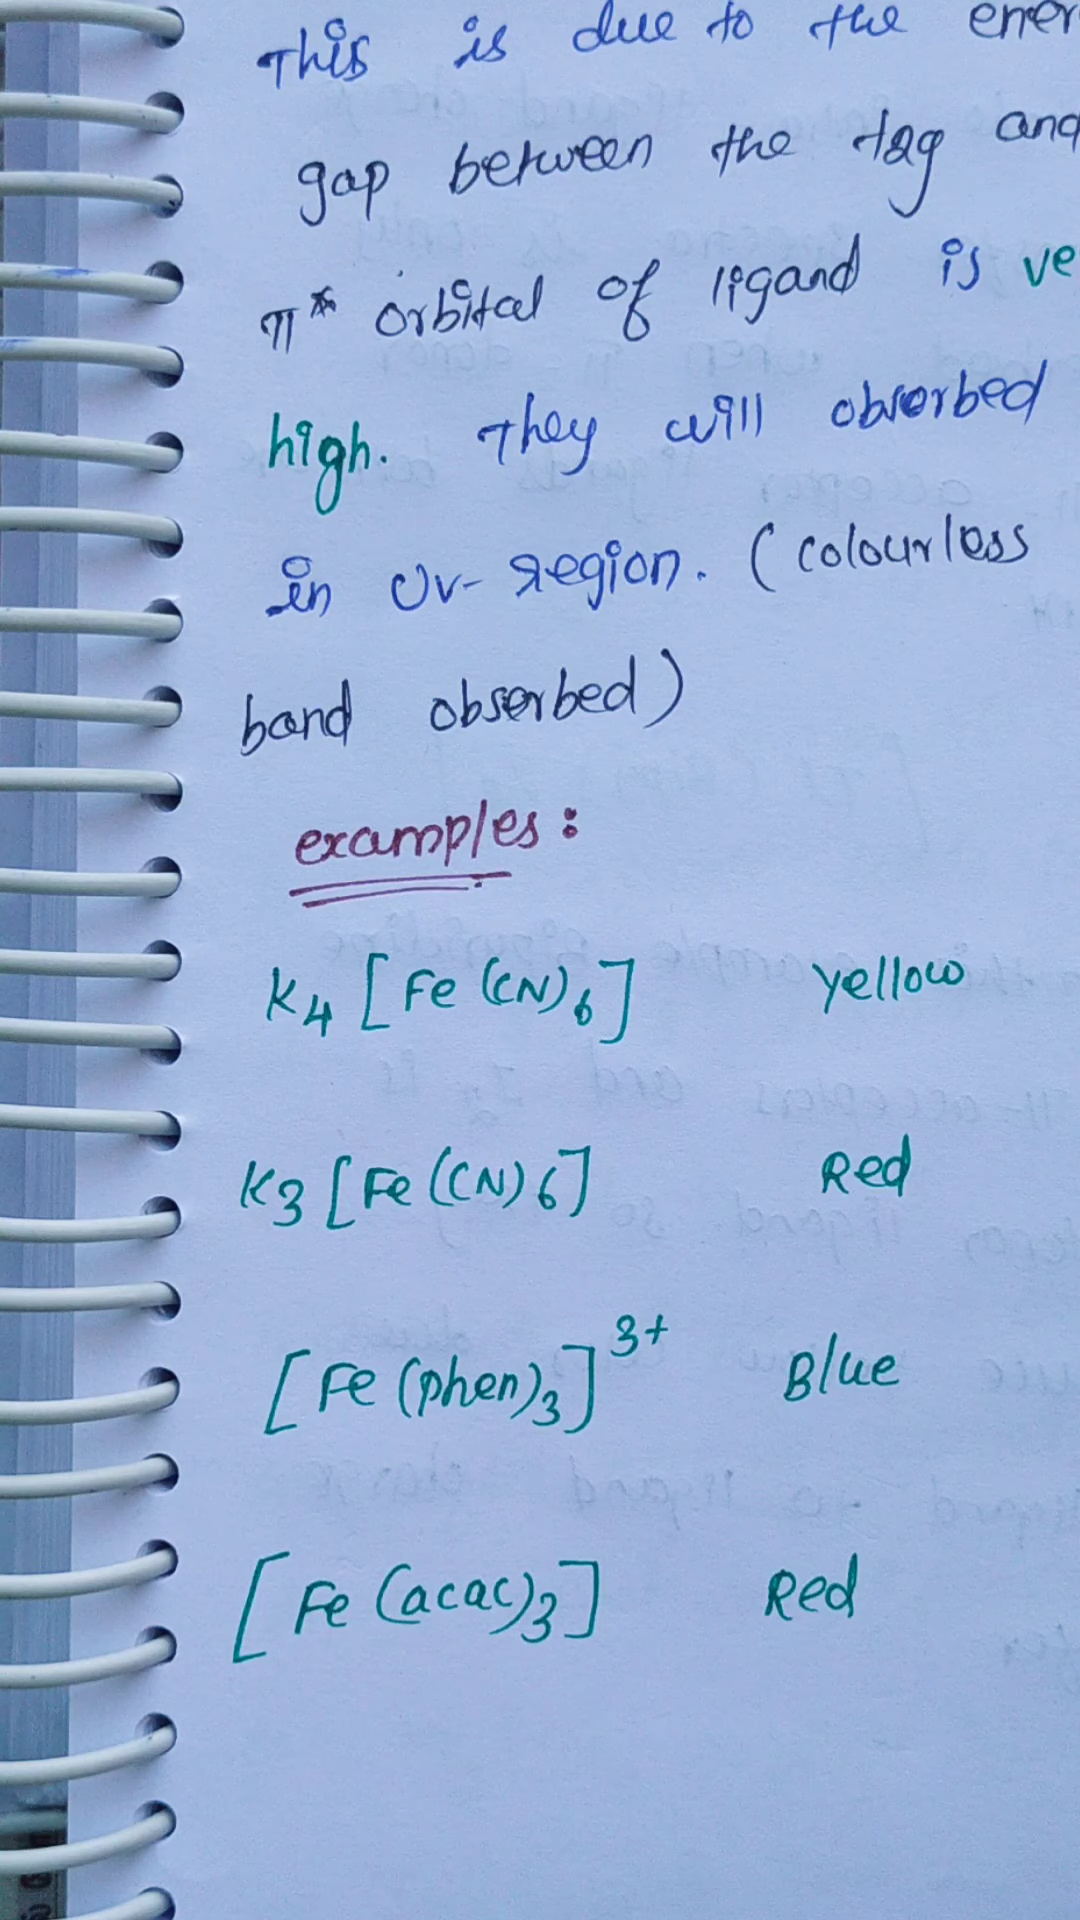 This is due to the ener
gap between the t2g and
π* orbital of ligand is ve
high. They will obsorbed
in UV-region. (colourless
band obserbed)
examples:
K4 [Fe (CN)6] yellow
K3 [Fe (CN)6] Red
[Fe (phen)3]3+ Blue
[Fe (acac)3] Red